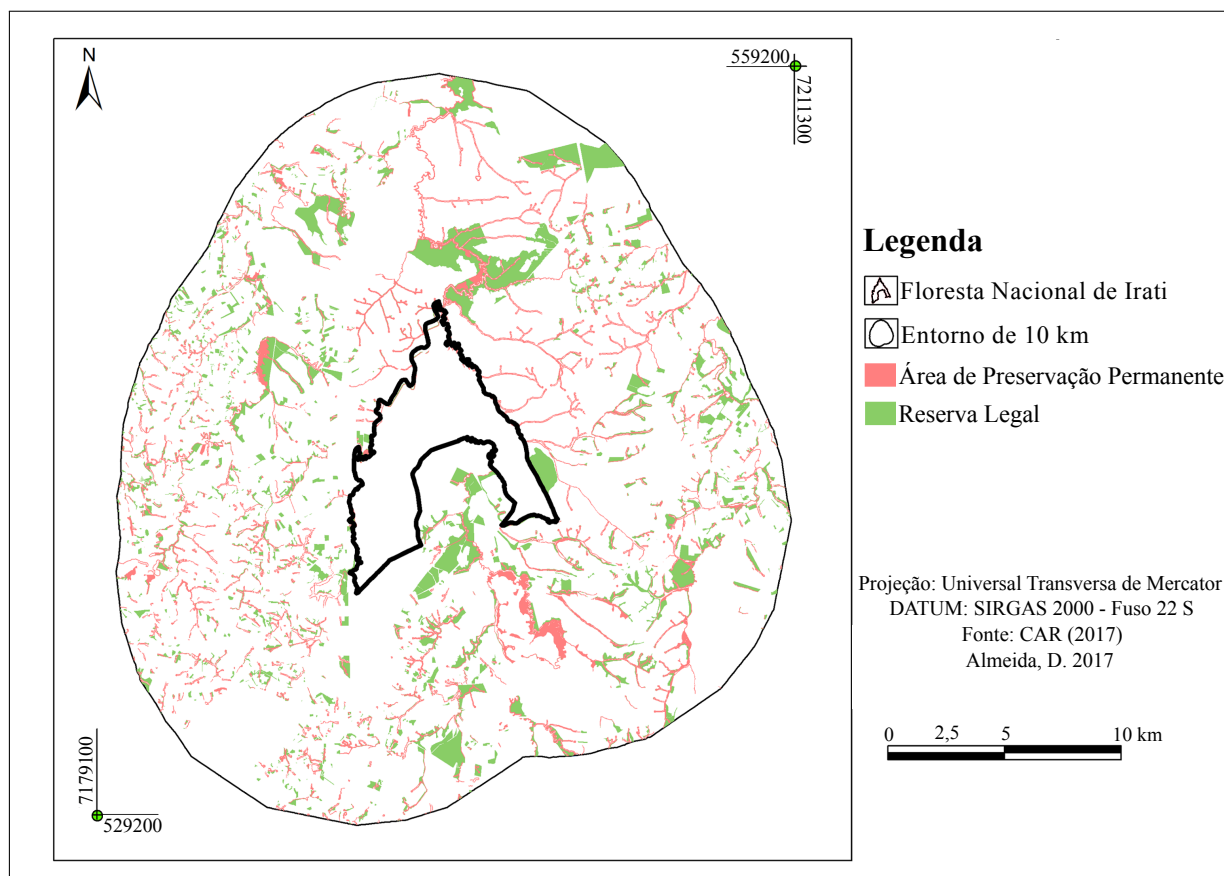 N
559200
7211300
Legenda
Floresta Nacional de Irati
Entorno de 10 km
Área de Preservação Permanente
Reserva Legal
Projeção: Universal Transversa de Mercator
DATUM: SIRGAS 2000 - Fuso 22 S
Fonte: CAR (2017)
Almeida, D. 2017
0 2,5 5 10 km
7179100
529200